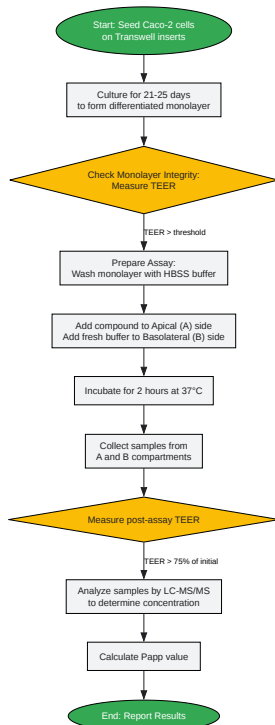 Start: Seed Caco-2 cells
on Transwell inserts
Culture for 21-25 days
to form differentiated monolayer
Check Monolayer Integrity:
Measure TEER
TEER > threshold
Prepare Assay:
Wash monolayer with HBSS buffer
Add compound to Apical (A) side
Add fresh buffer to Basolateral (B) side
Incubate for 2 hours at 37°C
Collect samples from
A and B compartments
Measure post-assay TEER
TEER > 75% of initial
Analyze samples by LC-MS/MS
to determine concentration
Calculate Papp value
End: Report Results